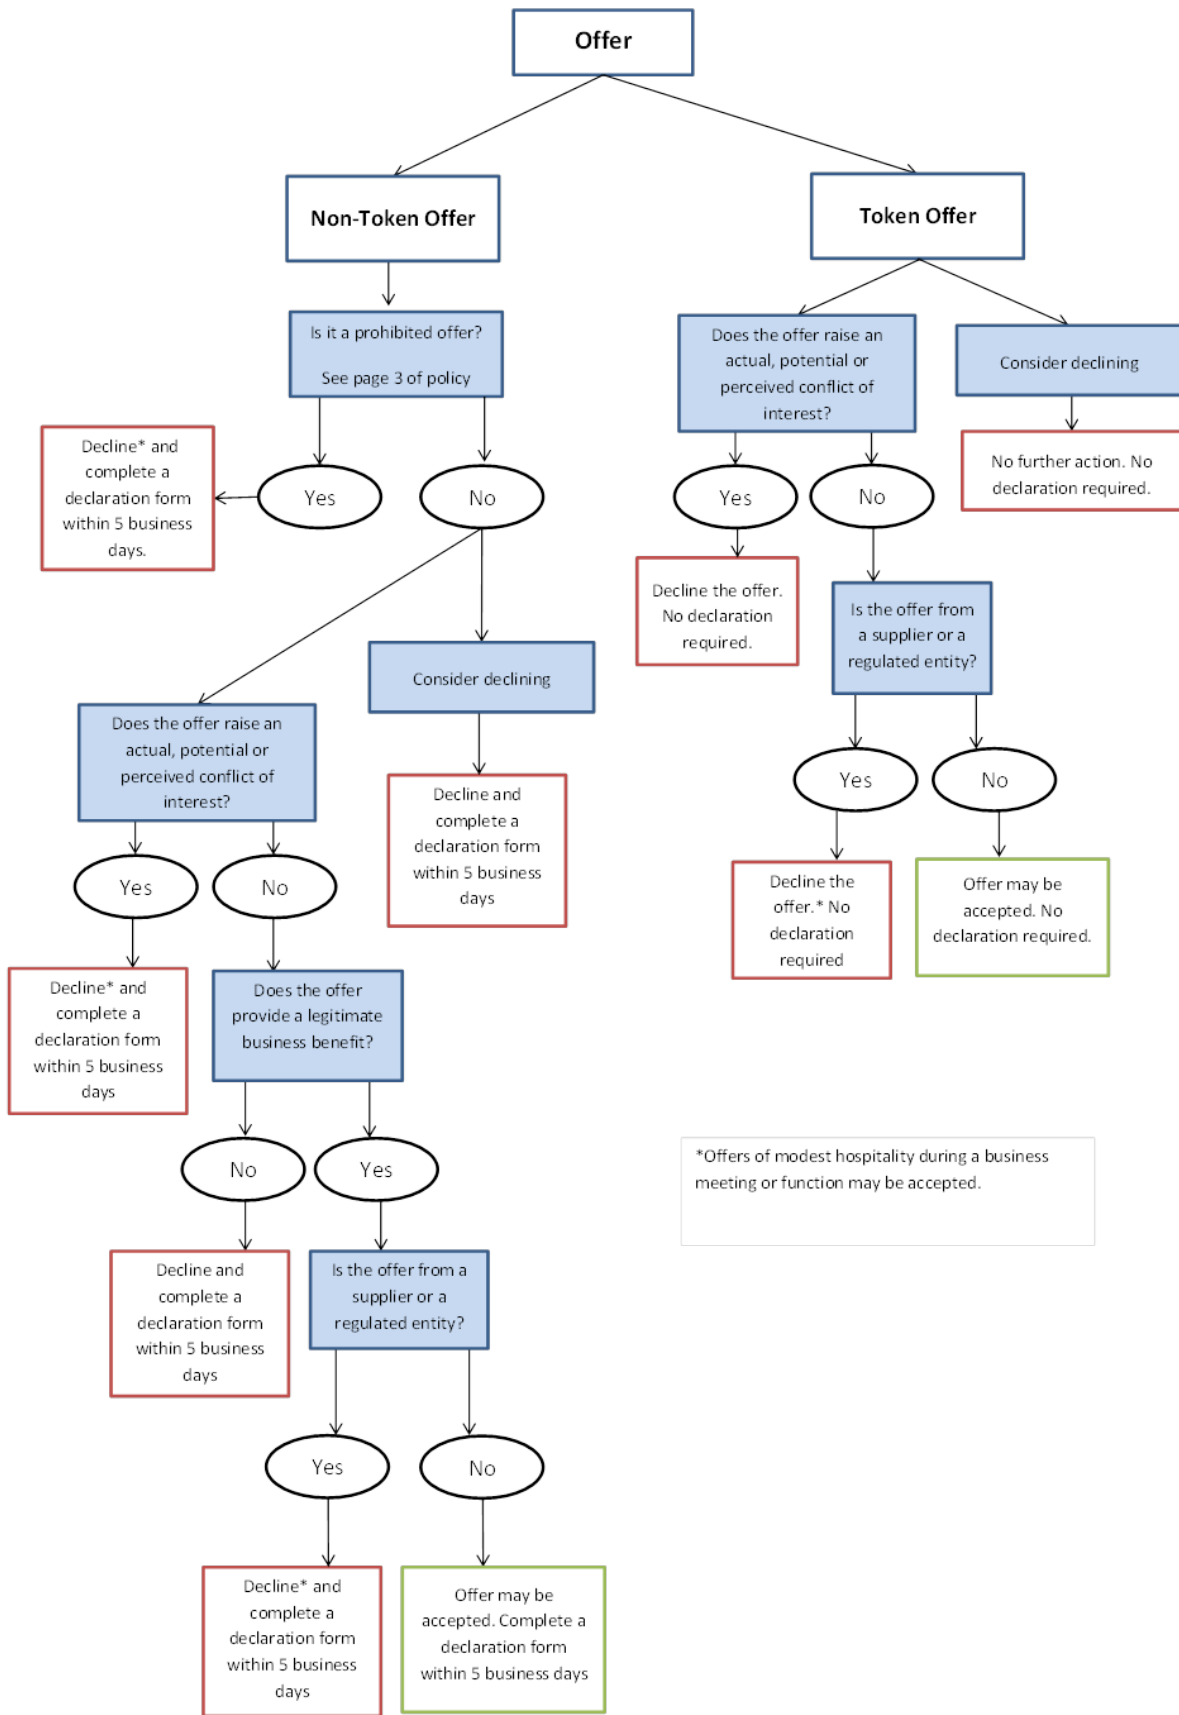 Offer
Non-Token Offer
Token Offer
Is it a prohibited offer?
See page 3 of policy
Does the offer raise an
actual, potential or
perceived conflict of
interest?
Consider declining
Decline* and
complete a
declaration form
within 5 business
days.
Yes
No
Yes
No
No further action. No
declaration required.
Decline the offer.
No declaration
required.
Is the offer from
a supplier or a
regulated entity?
Consider declining
Does the offer raise an
actual, potential or
perceived conflict of
interest?
Yes
No
Decline and
complete a
declaration form
within 5 business
days
Yes
No
Decline the
offer.* No
declaration
required
Offer may be
accepted. No
declaration required.
Decline* and
complete a
declaration form
within 5 business
days
Does the offer
provide a legitimate
business benefit?
No
Yes
*Offers of modest hospitality during a business
meeting or function may be accepted.
Decline and
complete a
declaration form
within 5 business
days
Is the offer from a
supplier or a
regulated entity?
Yes
No
Decline* and
complete a
declaration form
within 5 business
days
Offer may be
accepted. Complete a
declaration form
within 5 business days